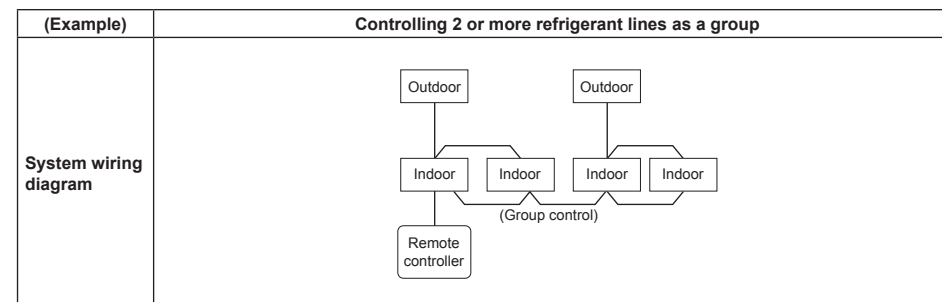 (Example)
Controlling 2 or more refrigerant lines as a group
System wiring
diagram
Outdoor
Outdoor
Indoor
Indoor
Indoor
Indoor
(Group control)
Remote
controller